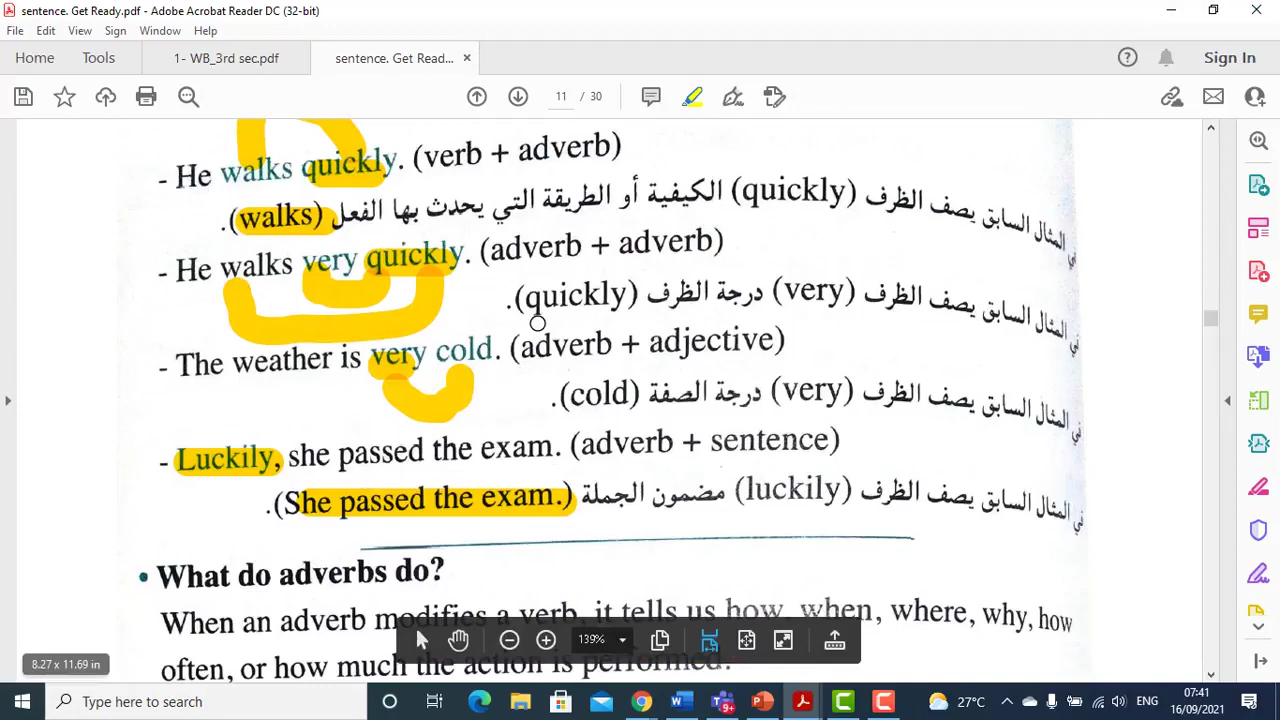 sentence. Get Ready.pdf - Adobe Acrobat Reader DC (32-bit)
File Edit View Sign Window Help
Home Tools 1- WB_3rd sec.pdf sentence. Get Read... × Sign In
11 / 30
- He walks quickly. (verb + adverb)
في المثال السابق يصف الظرف (quickly) الكيفية أو الطريقة التي يحدث بها الفعل (walks).
- He walks very quickly. (adverb + adverb)
في المثال السابق يصف الظرف (very) درجة الظرف (quickly).
- The weather is very cold. (adverb + adjective)
في المثال السابق يصف الظرف (very) درجة الصفة (cold).
- Luckily, she passed the exam. (adverb + sentence)
في المثال السابق يصف الظرف (luckily) مضمون الجملة (She passed the exam.).
• What do adverbs do?
When an adverb modifies a verb, it tells us how, when, where, why, how
often, or how much the action is performed.
139%
8.27 x 11.69 in
Type here to search
27°C ENG 07:41
16/09/2021